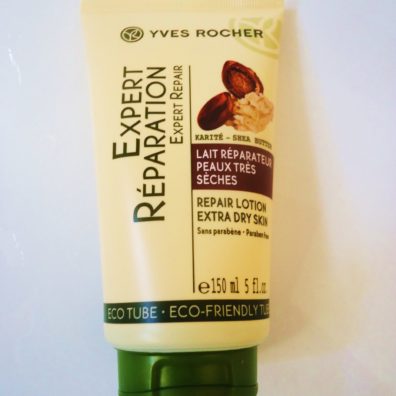 YVES ROCHER
EXPERT
RÉPARATION
EXPERT REPAIR
KARITÉ - SHEA BUTTER
LAIT RÉPARATEUR
PEAUX TRÈS
SÈCHES
REPAIR LOTION
EXTRA DRY SKIN
Sans parabène · Paraben Free
e150 ml 5 fl.oz.
ECO TUBE · ECO-FRIENDLY TUBE